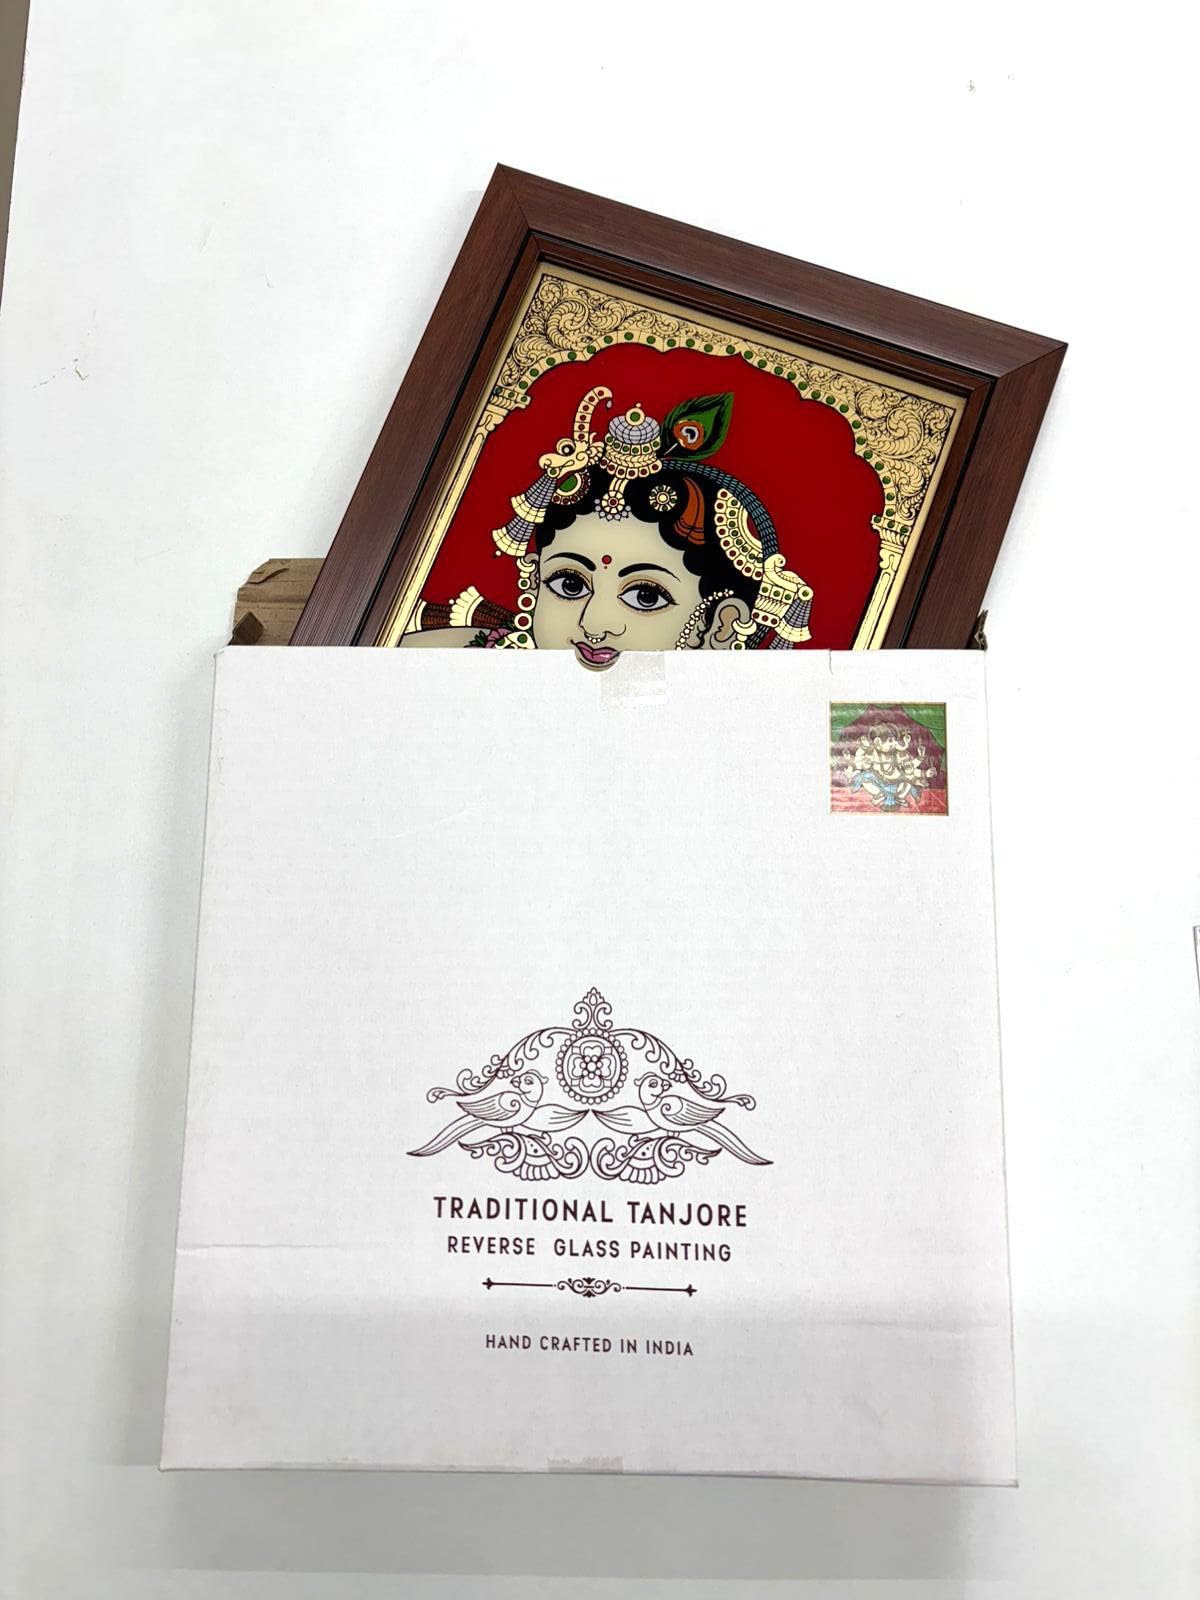 TRADITIONAL TANJORE
REVERSE GLASS PAINTING
HAND CRAFTED IN INDIA